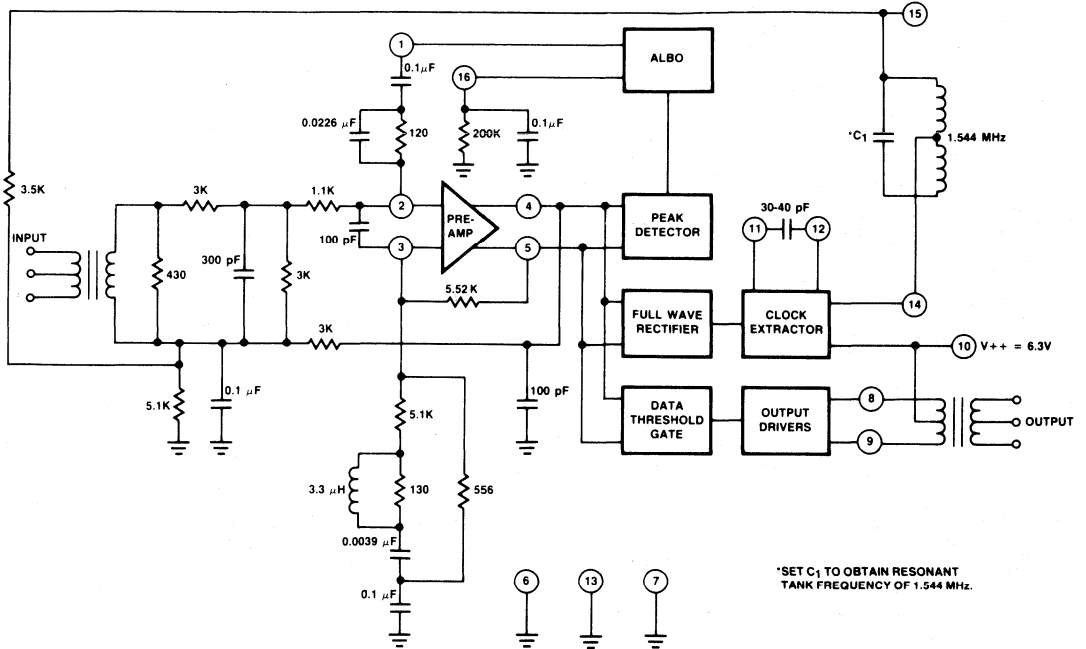 15
1
ALBO
0.1µF
16
0.0226 µF
120
200K
0.1µF
*C1
1.544 MHz
3.5K
3K
1.1K
2
PRE-
AMP
4
PEAK
DETECTOR
30-40 pF
11
12
INPUT
100 pF
3
5
430
300 pF
3K
5.52 K
FULL WAVE
RECTIFIER
CLOCK
EXTRACTOR
14
3K
10
V++ = 6.3V
5.1K
0.1 µF
5.1K
100 pF
DATA
THRESHOLD
GATE
OUTPUT
DRIVERS
8
9
OUTPUT
3.3 µH
130
556
0.0039 µF
0.1 µF
6
13
7
*SET C1 TO OBTAIN RESONANT
TANK FREQUENCY OF 1.544 MHz.